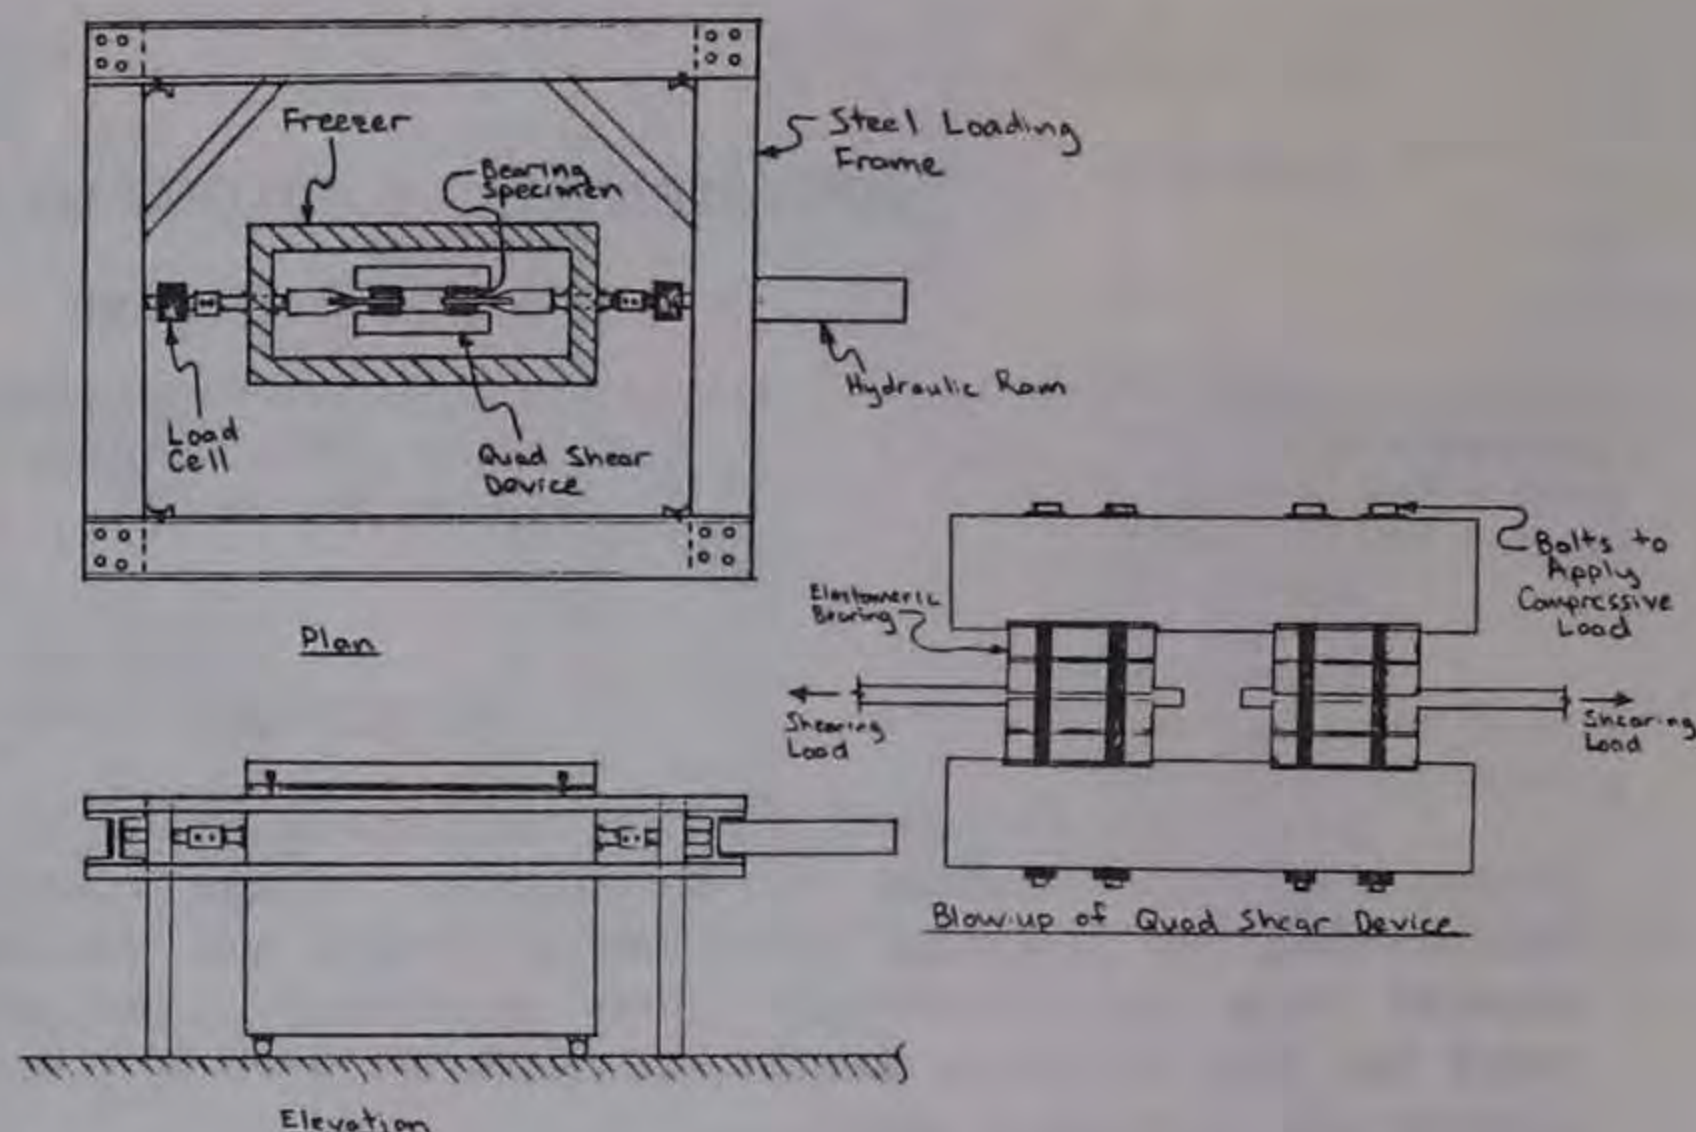 Freezer
Bearing
Specimen
Steel Loading
Frame
Load
Cell
Quad Shear
Device
Hydraulic Ram
Plan
Bolts to
Apply
Compressive
Load
Elastomeric
Bearing
Shearing
Load
Shearing
Load
Blow-up of Quad Shear Device
Elevation